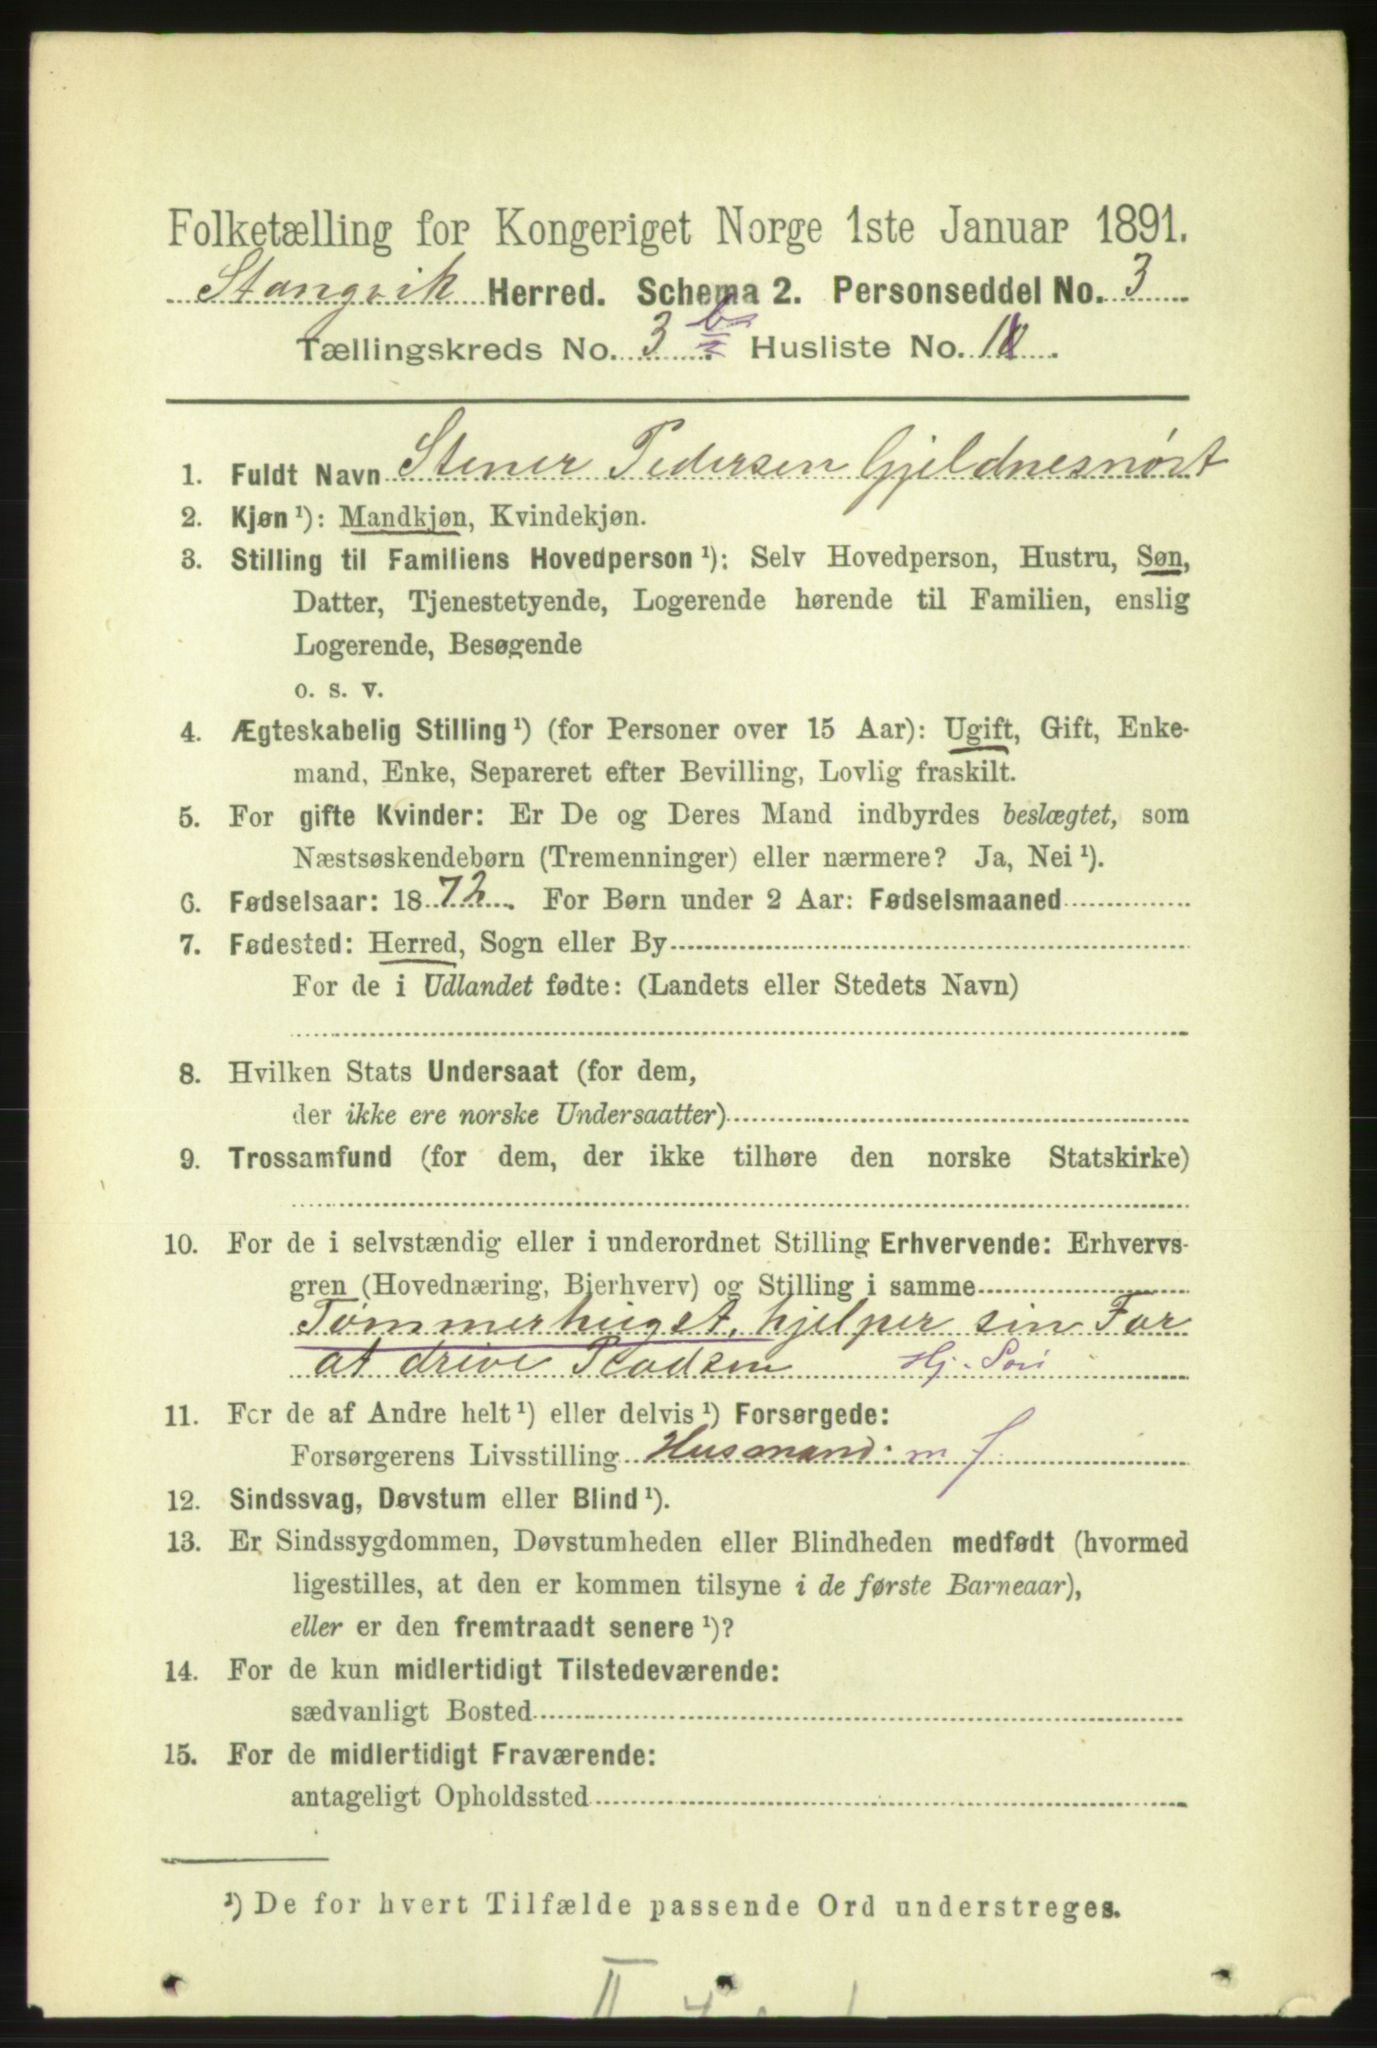 Folketælling for Kongeriget Norge 1ste Januar 1891.
Stangvik Herred. Schema 2. Personseddel No. 3
Tællingskreds No. 3 b Husliste No.
1. Fuldt Navn Stener Pedersen Gjeldnesnøst
2. Kjøn ¹): Mandkjøn, Kvindekjøn.
3. Stilling til Familiens Hovedperson ¹): Selv Hovedperson, Hustru, Søn,
Datter, Tjenestetyende, Logerende hørende til Familien, enslig
Logerende, Besøgende
o. s. v.
4. Ægteskabelig Stilling ¹) (for Personer over 15 Aar): Ugift, Gift, Enke-
mand, Enke, Separeret efter Bevilling, Lovlig fraskilt.
5. For gifte Kvinder: Er De og Deres Mand indbyrdes beslægtet, som
Næstsøskendebørn (Tremenninger) eller nærmere? Ja, Nei ¹).
6. Fødselsaar: 1872. For Børn under 2 Aar: Fødselsmaaned
7. Fødested: Herred, Sogn eller By
For de i Udlandet fødte: (Landets eller Stedets Navn)
8. Hvilken Stats Undersaat (for dem,
der ikke ere norske Undersaatter)
9. Trossamfund (for dem, der ikke tilhøre den norske Statskirke)
10. For de i selvstændig eller i underordnet Stilling Erhvervende: Erhvervs-
gren (Hovednæring, Bierhverv) og Stilling i samme
Tømmerhugst, hjelper sin Far
at drive Pladsen Hj. Søn
11. For de af Andre helt ¹) eller delvis ¹) Forsørgede:
Forsørgerens Livsstilling Husmand. m J
12. Sindssvag, Døvstum eller Blind ¹).
13. Er Sindssygdommen, Døvstumheden eller Blindheden medfødt (hvormed
ligestilles, at den er kommen tilsyne i de første Barneaar),
eller er den fremtraadt senere ¹)?
14. For de kun midlertidigt Tilstedeværende:
sædvanligt Bosted
15. For de midlertidigt Fraværende:
antageligt Opholdssted
¹) De for hvert Tilfælde passende Ord understreges.
II